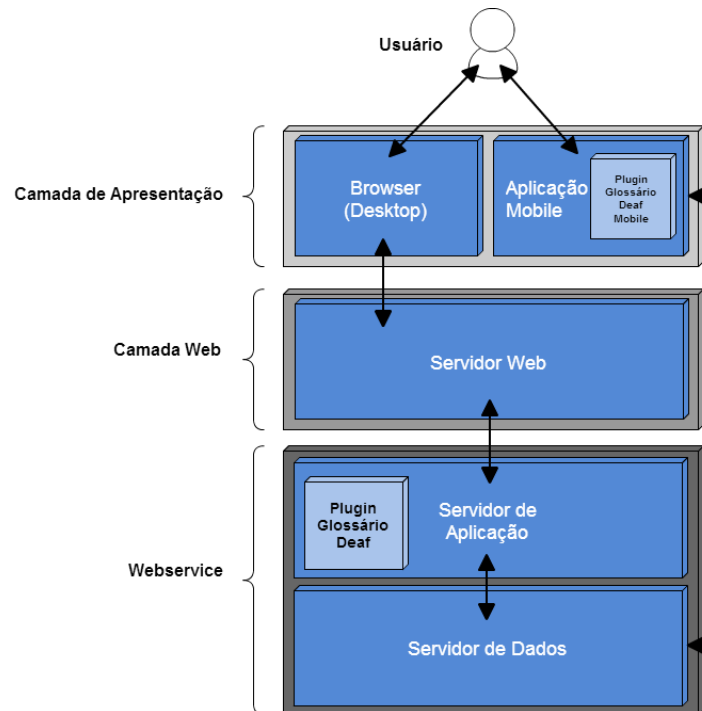 Usuário
Camada de Apresentação
Browser
(Desktop)
Aplicação
Mobile
Plugin
Glossário
Deaf
Mobile
Camada Web
Servidor Web
Webservice
Plugin
Glossário
Deaf
Servidor de
Aplicação
Servidor de Dados